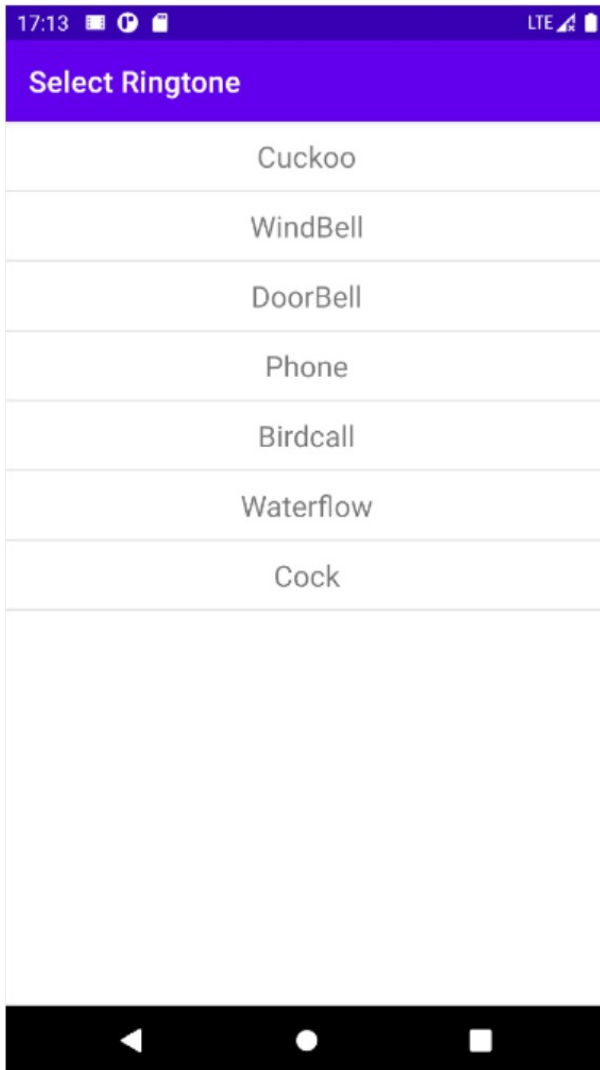 17:13 LTE
Select Ringtone
Cuckoo
WindBell
DoorBell
Phone
Birdcall
Waterflow
Cock